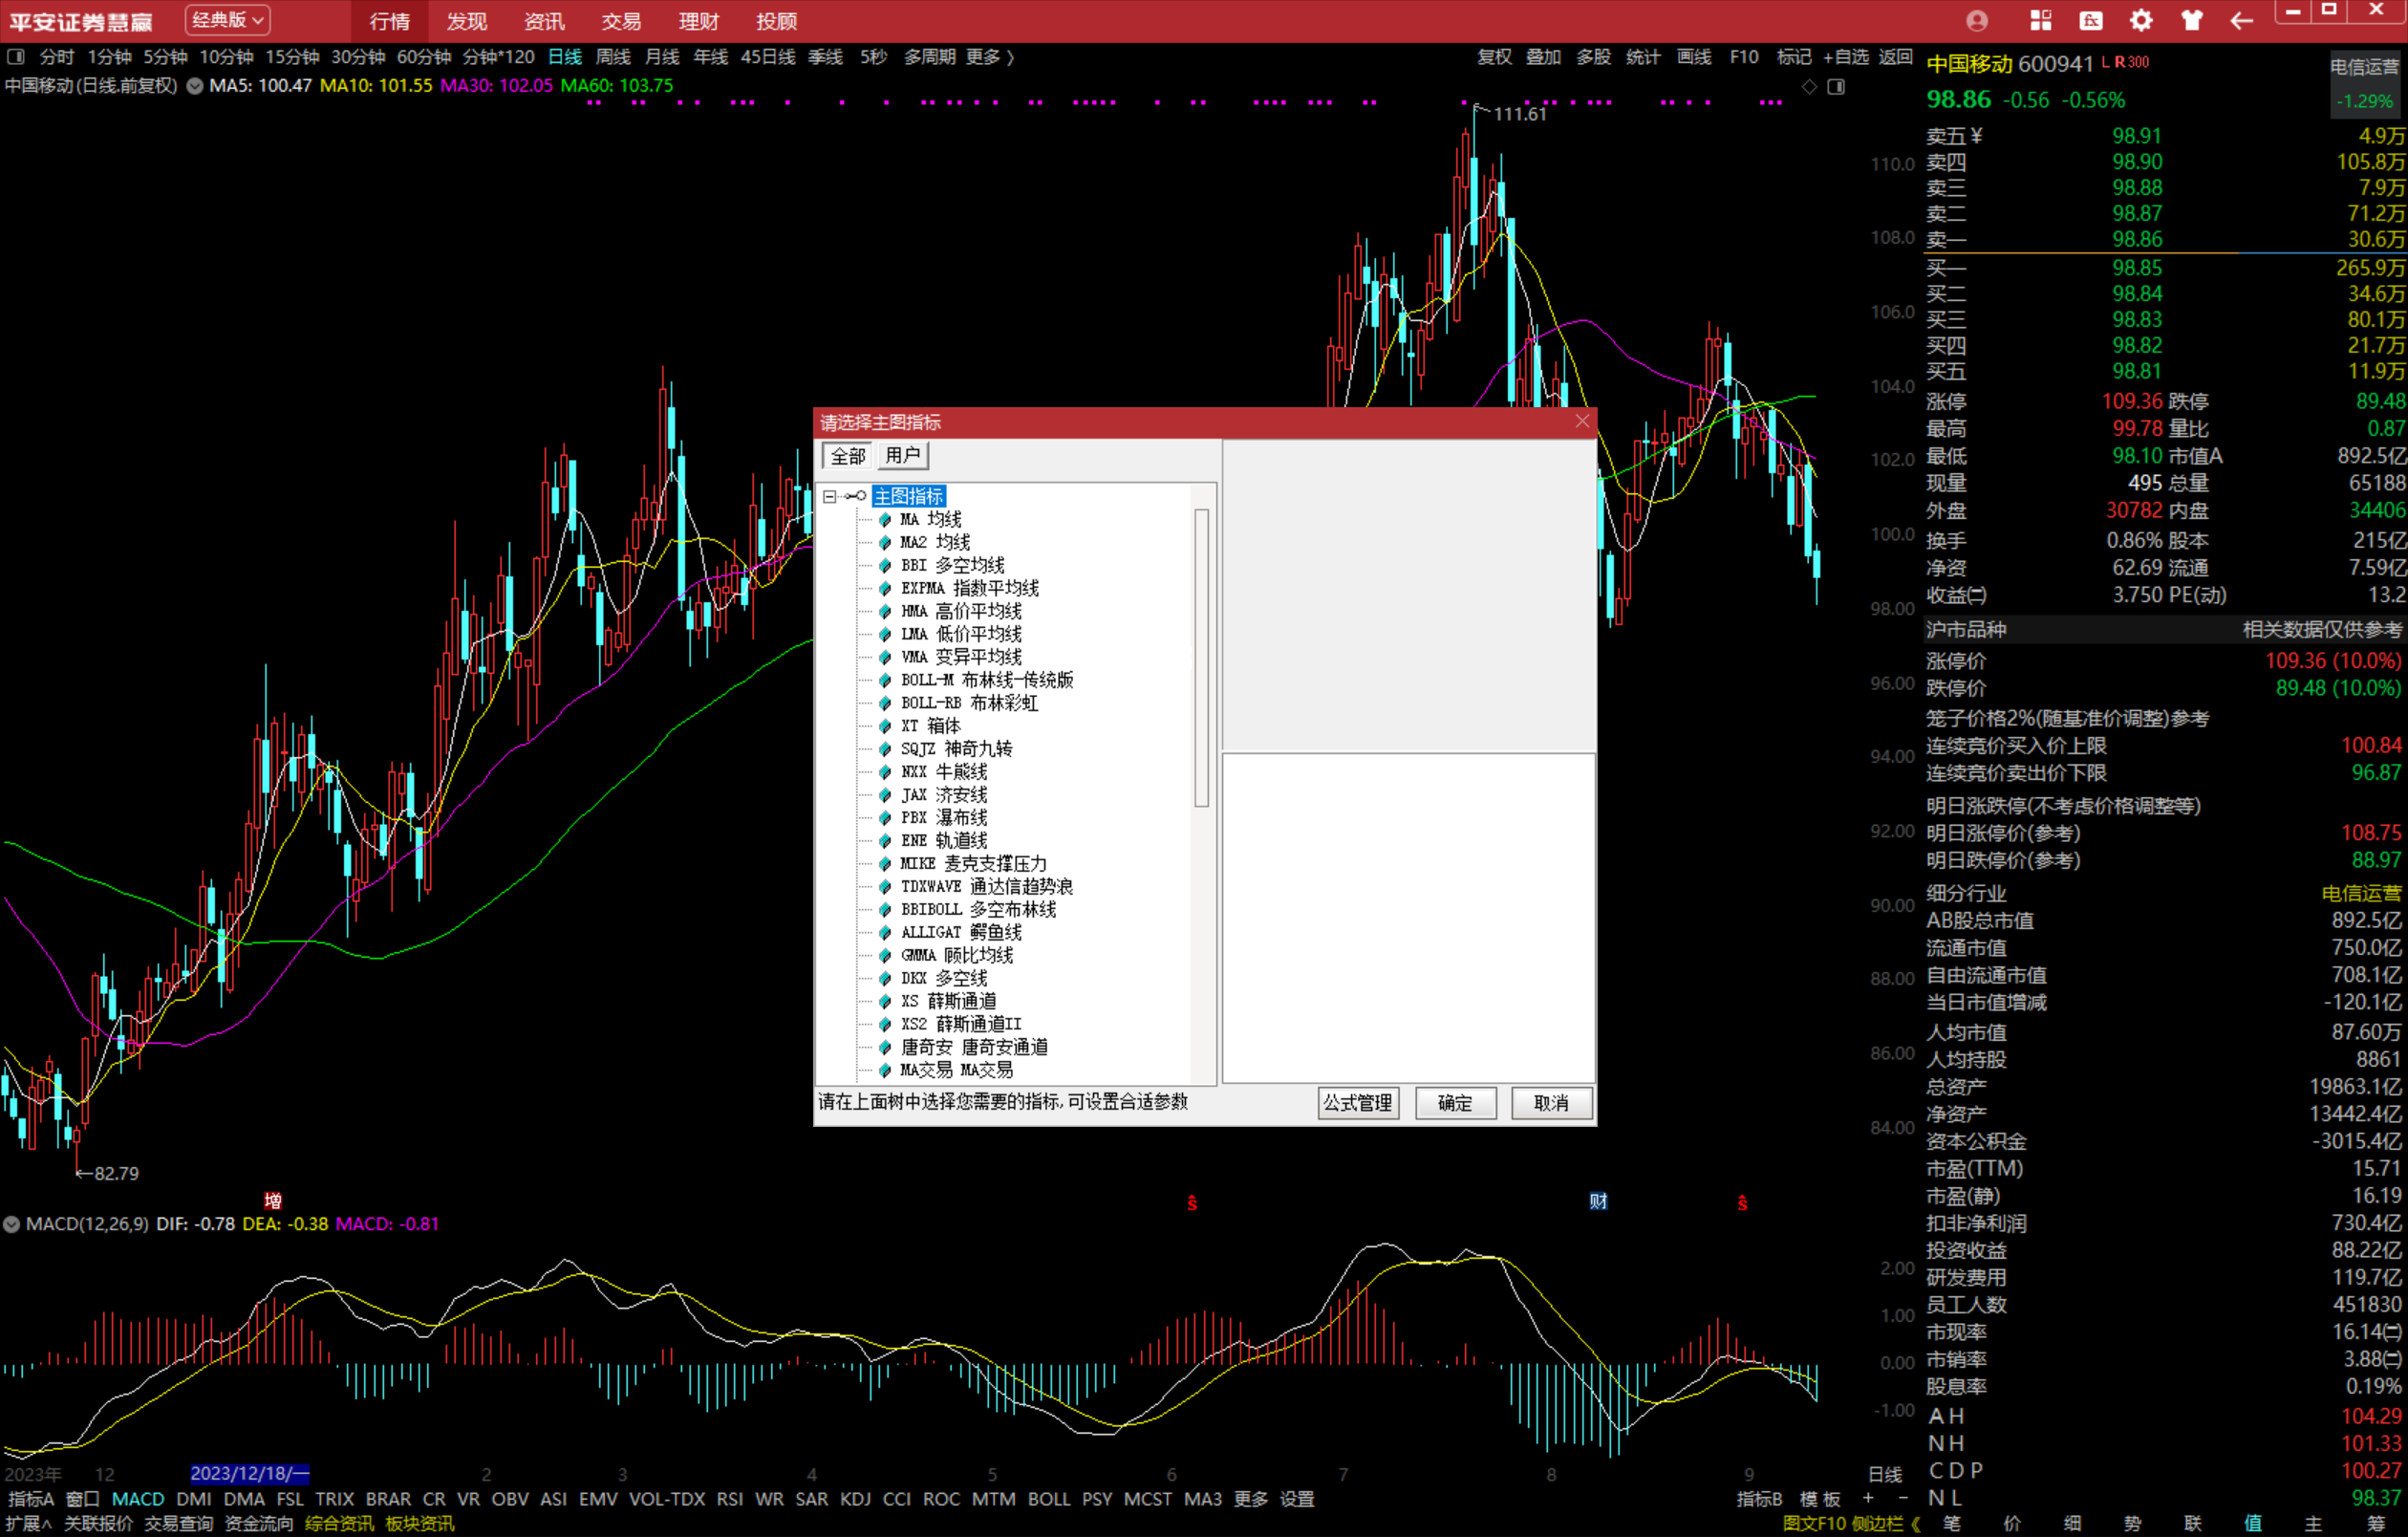 平安证券慧赢 经典版 行情 发现 资讯 交易 理财 投顾
分时 1分钟 5分钟 10分钟 15分钟 30分钟 60分钟 分钟*120 日线 周线 月线 年线 45日线 季线 5秒 多周期 更多 〉 复权 叠加 多股 统计 画线 F10 标记 +自选 返回
中国移动(日线.前复权) MA5: 100.47 MA10: 101.55 MA30: 102.05 MA60: 103.75
111.61
110.0
108.0
106.0
104.0
102.0
100.0
98.00
96.00
94.00
92.00
90.00
88.00
86.00
84.00
←82.79
增 S 财 S
请选择主图指标
全部 用户
主图指标
MA 均线
MA2 均线
BBI 多空均线
EXPMA 指数平均线
HMA 高价平均线
LMA 低价平均线
VMA 变异平均线
BOLL-M 布林线-传统版
BOLL-RB 布林彩虹
XT 箱体
SQJZ 神奇九转
NXX 牛熊线
JAX 济安线
PBX 瀑布线
ENE 轨道线
MIKE 麦克支撑压力
TDXWAVE 通达信趋势浪
BBIBOLL 多空布林线
ALLIGAT 鳄鱼线
GMMA 顾比均线
DKX 多空线
XS 薛斯通道
XS2 薛斯通道II
唐奇安 唐奇安通道
MA交易 MA交易
请在上面树中选择您需要的指标,可设置合适参数 公式管理 确定 取消
MACD(12,26,9) DIF: -0.78 DEA: -0.38 MACD: -0.81
2.00
1.00
0.00
-1.00
2023年 12 2023/12/18/一 2 3 4 5 6 7 8 9 日线
指标A 窗口 MACD DMI DMA FSL TRIX BRAR CR VR OBV ASI EMV VOL-TDX RSI WR SAR KDJ CCI ROC MTM BOLL PSY MCST MA3 更多 设置 指标B 模板 + -
扩展∧ 关联报价 交易查询 资金流向 综合资讯 板块资讯 图文F10 侧边栏 《
中国移动 600941 L R 300 电信运营
98.86 -0.56 -0.56% -1.29%
卖五 ¥ 98.91 4.9万
卖四 98.90 105.8万
卖三 98.88 7.9万
卖二 98.87 71.2万
卖一 98.86 30.6万
买一 98.85 265.9万
买二 98.84 34.6万
买三 98.83 80.1万
买四 98.82 21.7万
买五 98.81 11.9万
涨停 109.36 跌停 89.48
最高 99.78 量比 0.87
最低 98.10 市值A 892.5亿
现量 495 总量 65188
外盘 30782 内盘 34406
换手 0.86% 股本 215亿
净资 62.69 流通 7.59亿
收益㈡ 3.750 PE(动) 13.2
沪市品种 相关数据仅供参考
涨停价 109.36 (10.0%)
跌停价 89.48 (10.0%)
笼子价格2%(随基准价调整)参考
连续竞价买入价上限 100.84
连续竞价卖出价下限 96.87
明日涨跌停(不考虑价格调整等)
明日涨停价(参考) 108.75
明日跌停价(参考) 88.97
细分行业 电信运营
AB股总市值 892.5亿
流通市值 750.0亿
自由流通市值 708.1亿
当日市值增减 -120.1亿
人均市值 87.60万
人均持股 8861
总资产 19863.1亿
净资产 13442.4亿
资本公积金 -3015.4亿
市盈(TTM) 15.71
市盈(静) 16.19
扣非净利润 730.4亿
投资收益 88.22亿
研发费用 119.7亿
员工人数 451830
市现率 16.14㈡
市销率 3.88㈡
股息率 0.19%
A H 104.29
N H 101.33
C D P 100.27
N L 98.37
笔 价 细 势 联 值 主 筹